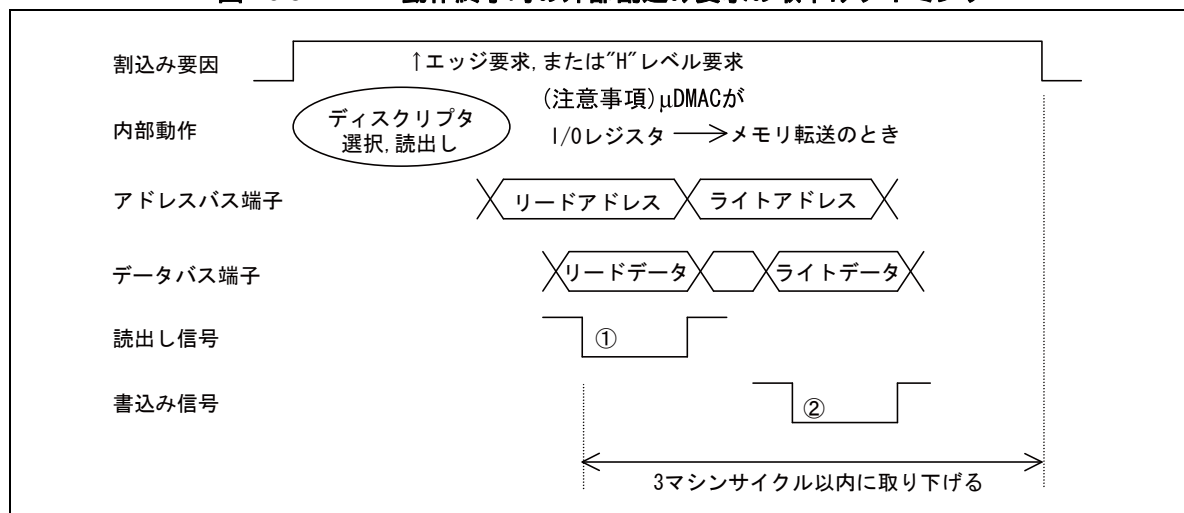 割込み要因
↑エッジ要求,または"H"レベル要求
(注意事項)μDMACが
内部動作
ディスクリプタ
選択,読出し
I/Oレジスタ → メモリ転送のとき
アドレスバス端子
リードアドレス
ライトアドレス
データバス端子
リードデータ
ライトデータ
読出し信号
①
書込み信号
②
3マシンサイクル以内に取り下げる